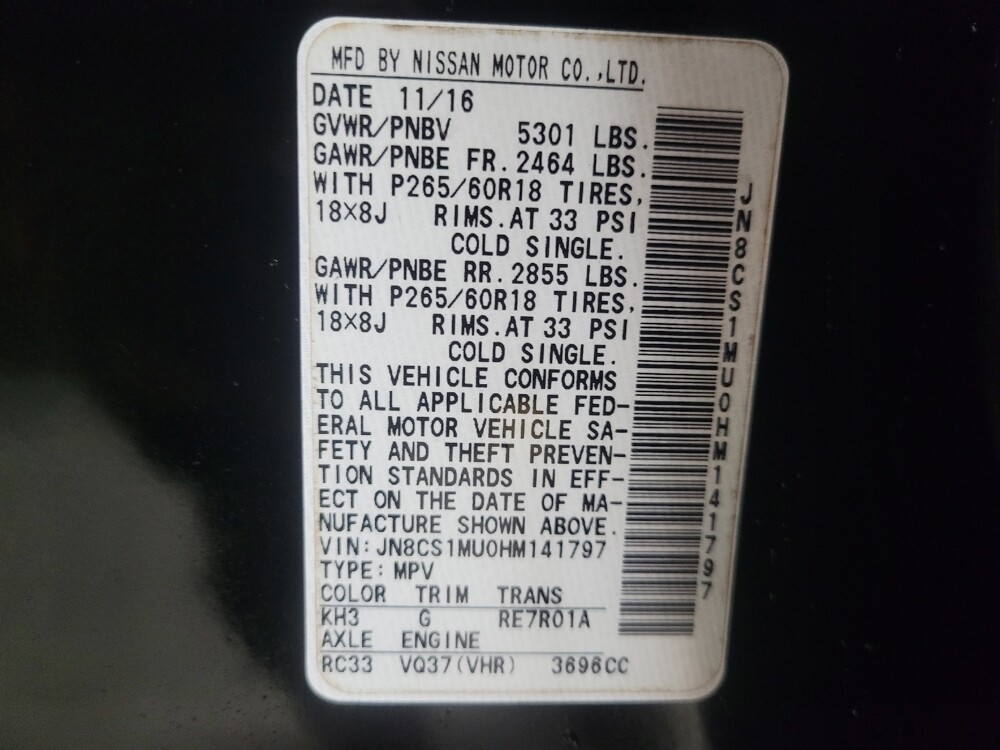 MFD BY NISSAN MOTOR CO.,LTD.
DATE 11/16
GVWR/PNBV 5301 LBS.
GAWR/PNBE FR.2464 LBS.
WITH P265/60R18 TIRES,
18×8J RIMS.AT 33 PSI
COLD SINGLE.
GAWR/PNBE RR.2855 LBS.
WITH P265/60R18 TIRES,
18×8J RIMS.AT 33 PSI
COLD SINGLE.
THIS VEHICLE CONFORMS
TO ALL APPLICABLE FED-
ERAL MOTOR VEHICLE SA-
FETY AND THEFT PREVEN-
TION STANDARDS IN EFF-
ECT ON THE DATE OF MA-
NUFACTURE SHOWN ABOVE.
VIN:JN8CS1MU0HM141797
TYPE:MPV
COLOR TRIM TRANS
KH3 G RE7R01A
AXLE ENGINE
RC33 VQ37(VHR) 3696CC
JN8CS1MU0HM141797